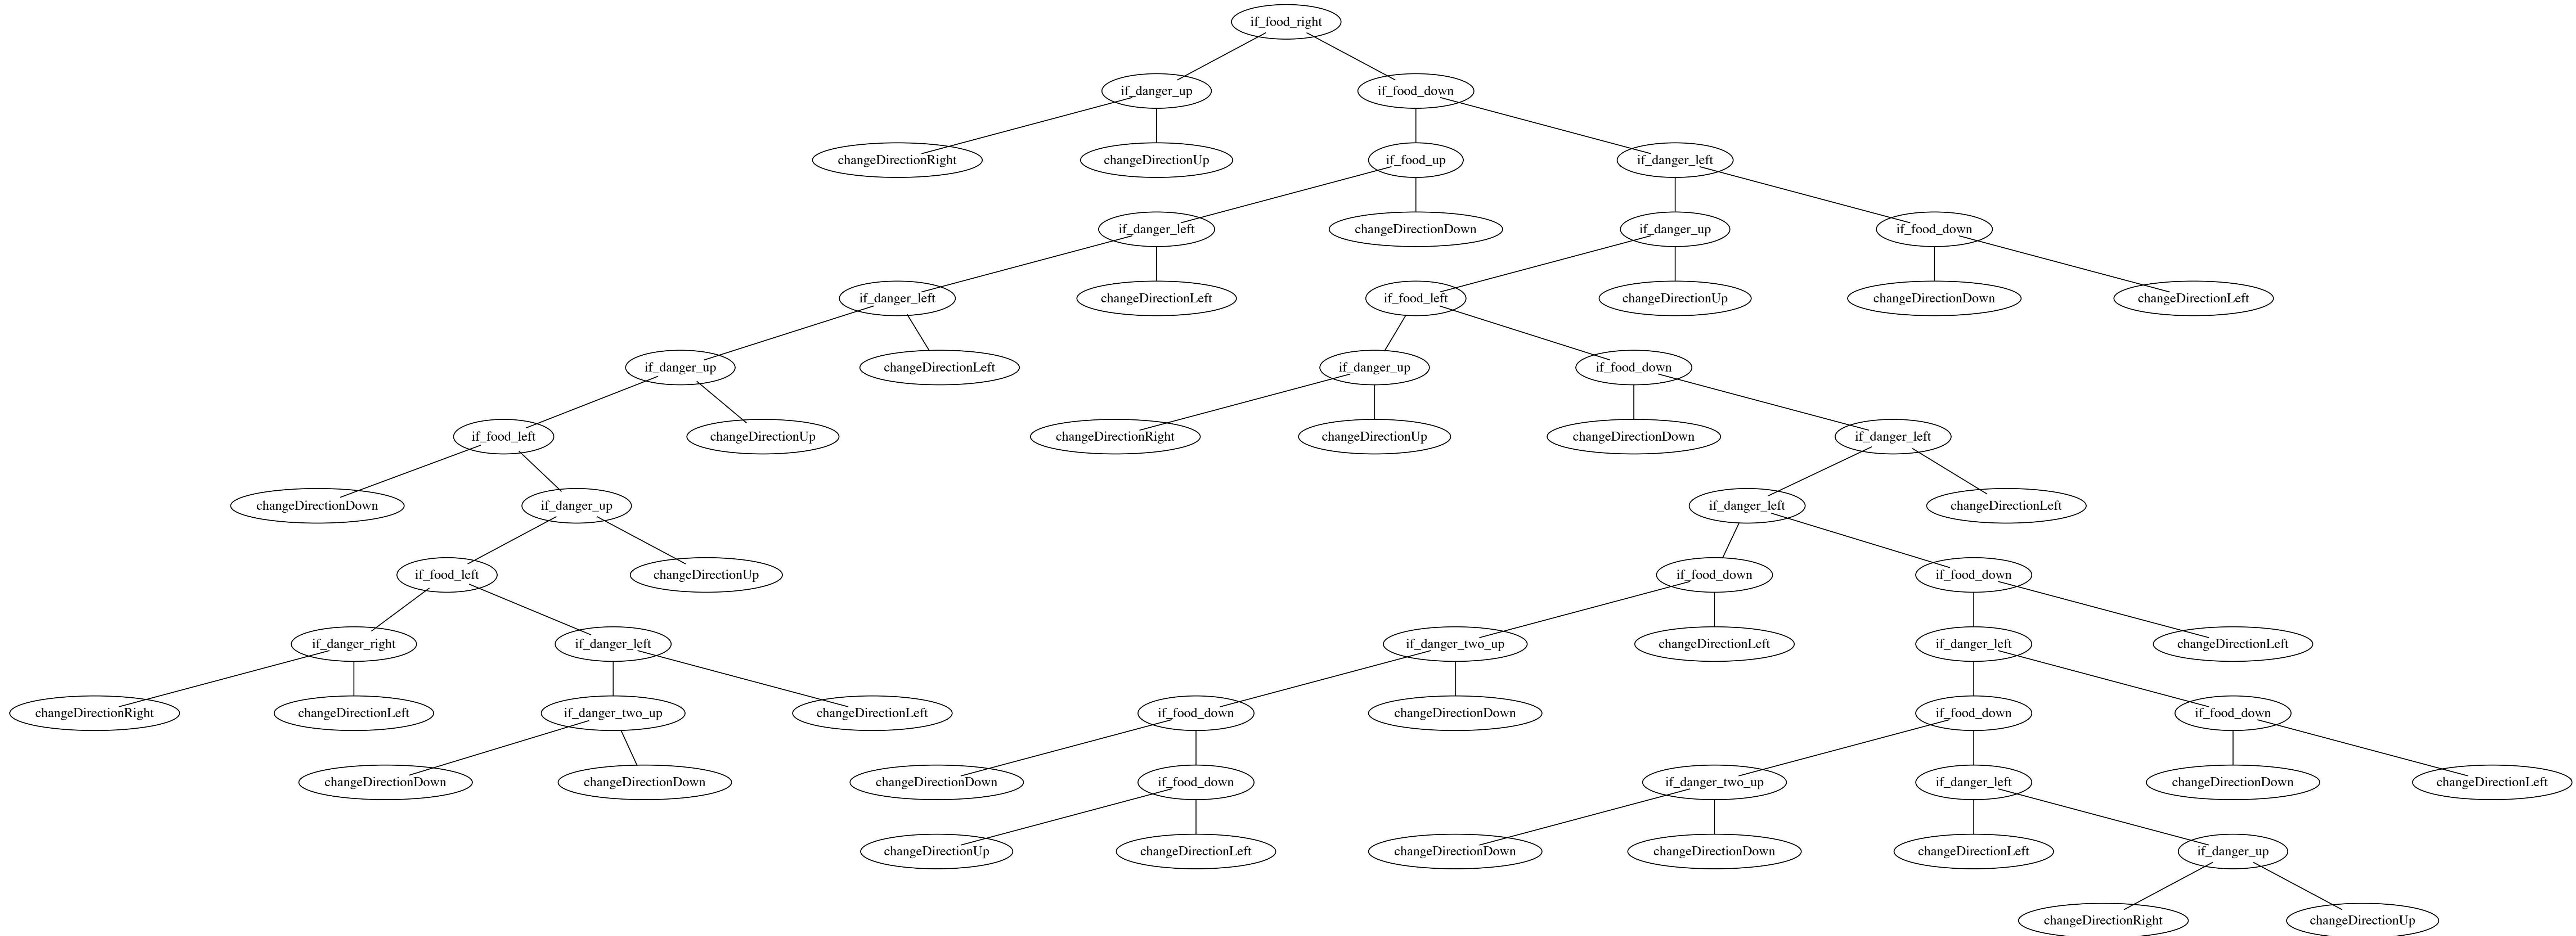 if_food_right
if_danger_up
if_food_down
changeDirectionRight
changeDirectionUp
if_food_up
if_danger_left
if_danger_left
changeDirectionDown
if_danger_up
if_food_down
if_danger_left
changeDirectionLeft
if_food_left
changeDirectionUp
changeDirectionDown
changeDirectionLeft
if_danger_up
changeDirectionLeft
if_danger_up
if_food_down
if_food_left
changeDirectionUp
changeDirectionRight
changeDirectionUp
changeDirectionDown
if_danger_left
changeDirectionDown
if_danger_up
if_danger_left
changeDirectionLeft
if_food_left
changeDirectionUp
if_food_down
if_food_down
if_danger_right
if_danger_left
if_danger_two_up
changeDirectionLeft
if_danger_left
changeDirectionLeft
changeDirectionRight
changeDirectionLeft
if_danger_two_up
changeDirectionLeft
if_food_down
changeDirectionDown
if_food_down
if_food_down
changeDirectionDown
changeDirectionDown
changeDirectionDown
if_food_down
if_danger_two_up
if_danger_left
changeDirectionDown
changeDirectionLeft
changeDirectionUp
changeDirectionLeft
changeDirectionDown
changeDirectionDown
changeDirectionLeft
if_danger_up
changeDirectionRight
changeDirectionUp